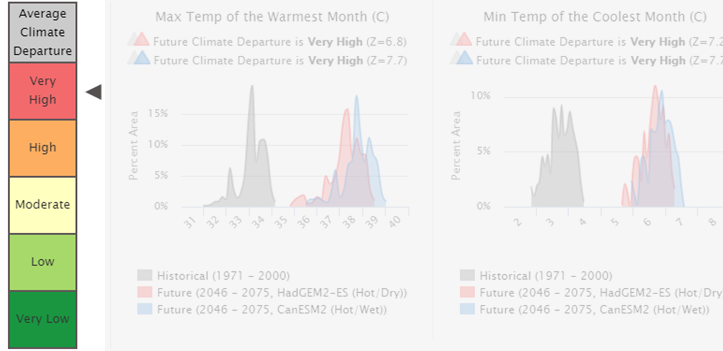 Average
Climate
Departure
Very
High
High
Moderate
Low
Very Low
Max Temp of the Warmest Month (C)
Future Climate Departure is Very High (Z=6.8)
Future Climate Departure is Very High (Z=7.7)
Percent Area
15%
10%
5%
0%
31 32 33 34 35 36 37 38 39 40
Historical (1971 - 2000)
Future (2046 - 2075, HadGEM2-ES (Hot/Dry))
Future (2046 - 2075, CanESM2 (Hot/Wet))
Min Temp of the Coolest Month (C)
Future Climate Departure is Very High (Z=7.2
Future Climate Departure is Very High (Z=7.7
Percent Area
10%
5%
0%
2 3 4 5 6 7 8
Historical (1971 - 2000)
Future (2046 - 2075, HadGEM2-ES (Hot/Dry
Future (2046 - 2075, CanESM2 (Hot/Wet))